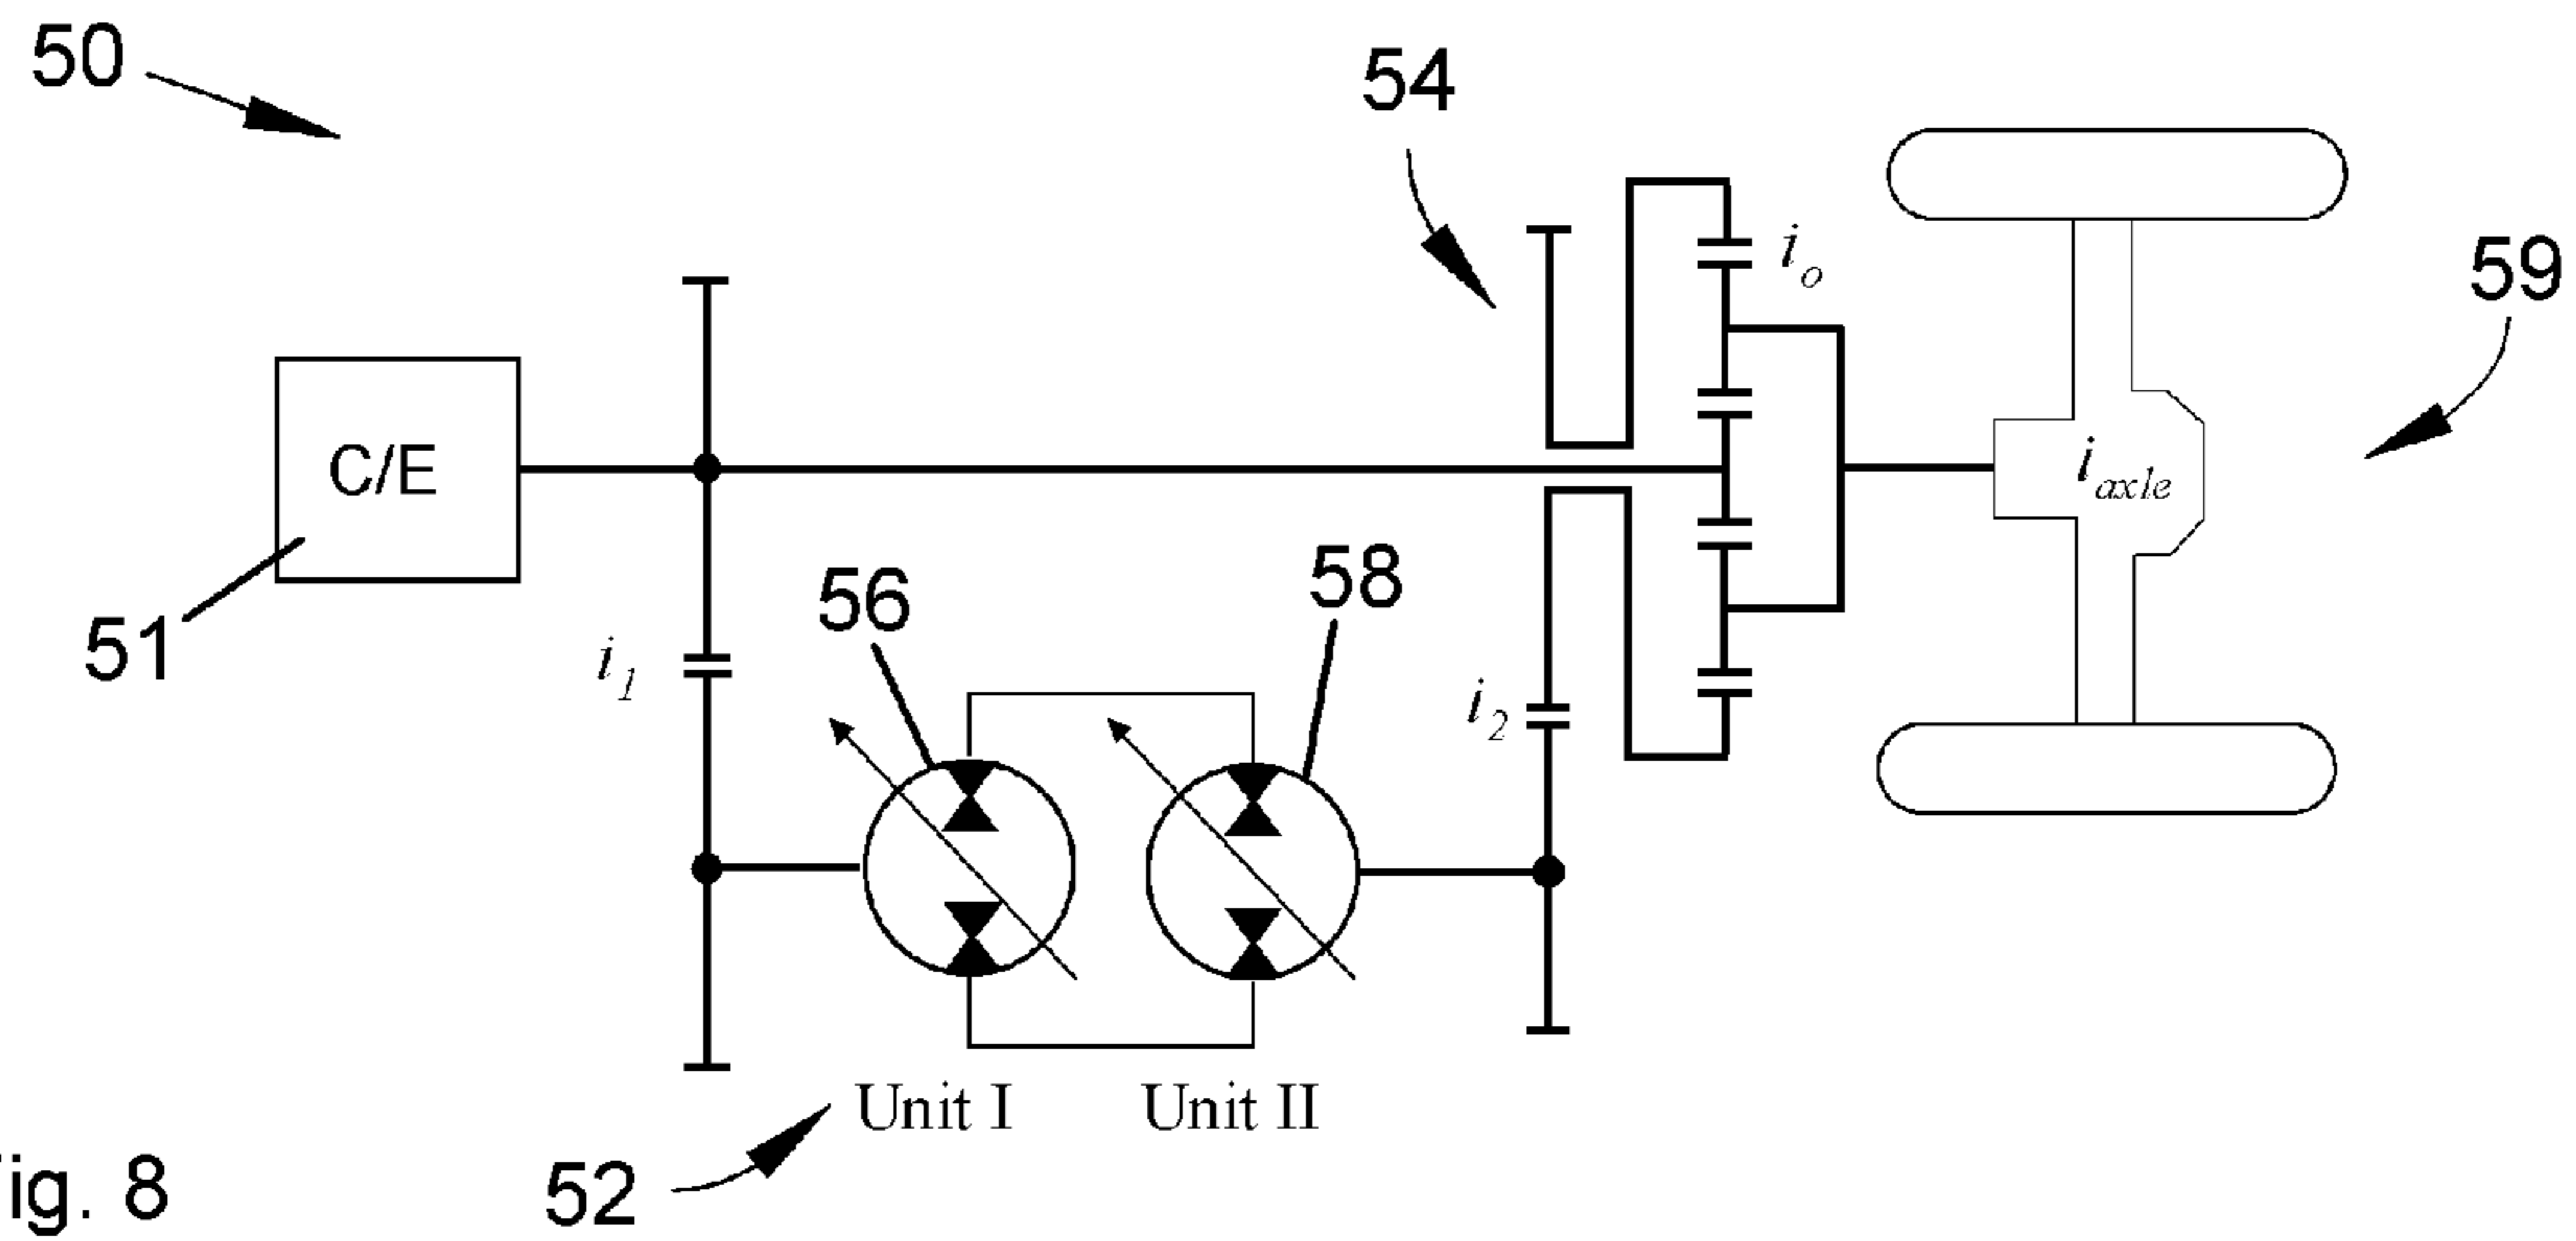 50
54
59
i_o
C/E
i_axle
51
56
58
i_1
i_2
Unit I
Unit II
52
ig. 8